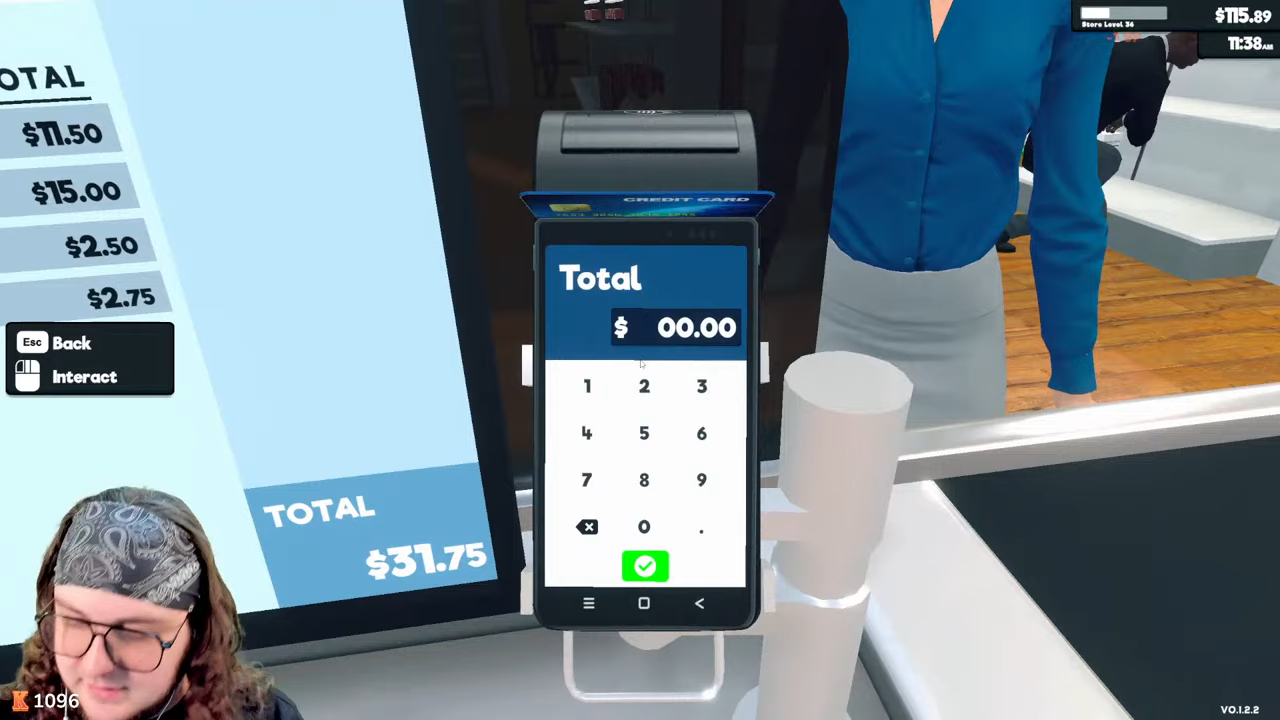 OTAL
$11.50
$15.00
$2.50
$2.75
Esc Back
Interact
TOTAL
$31.75
CREDIT CARD
Total
$ 00.00
1 2 3
4 5 6
7 8 9
0 .
Store Level 36
$115.89
11:38AM
K 1096
V0.1.2.2